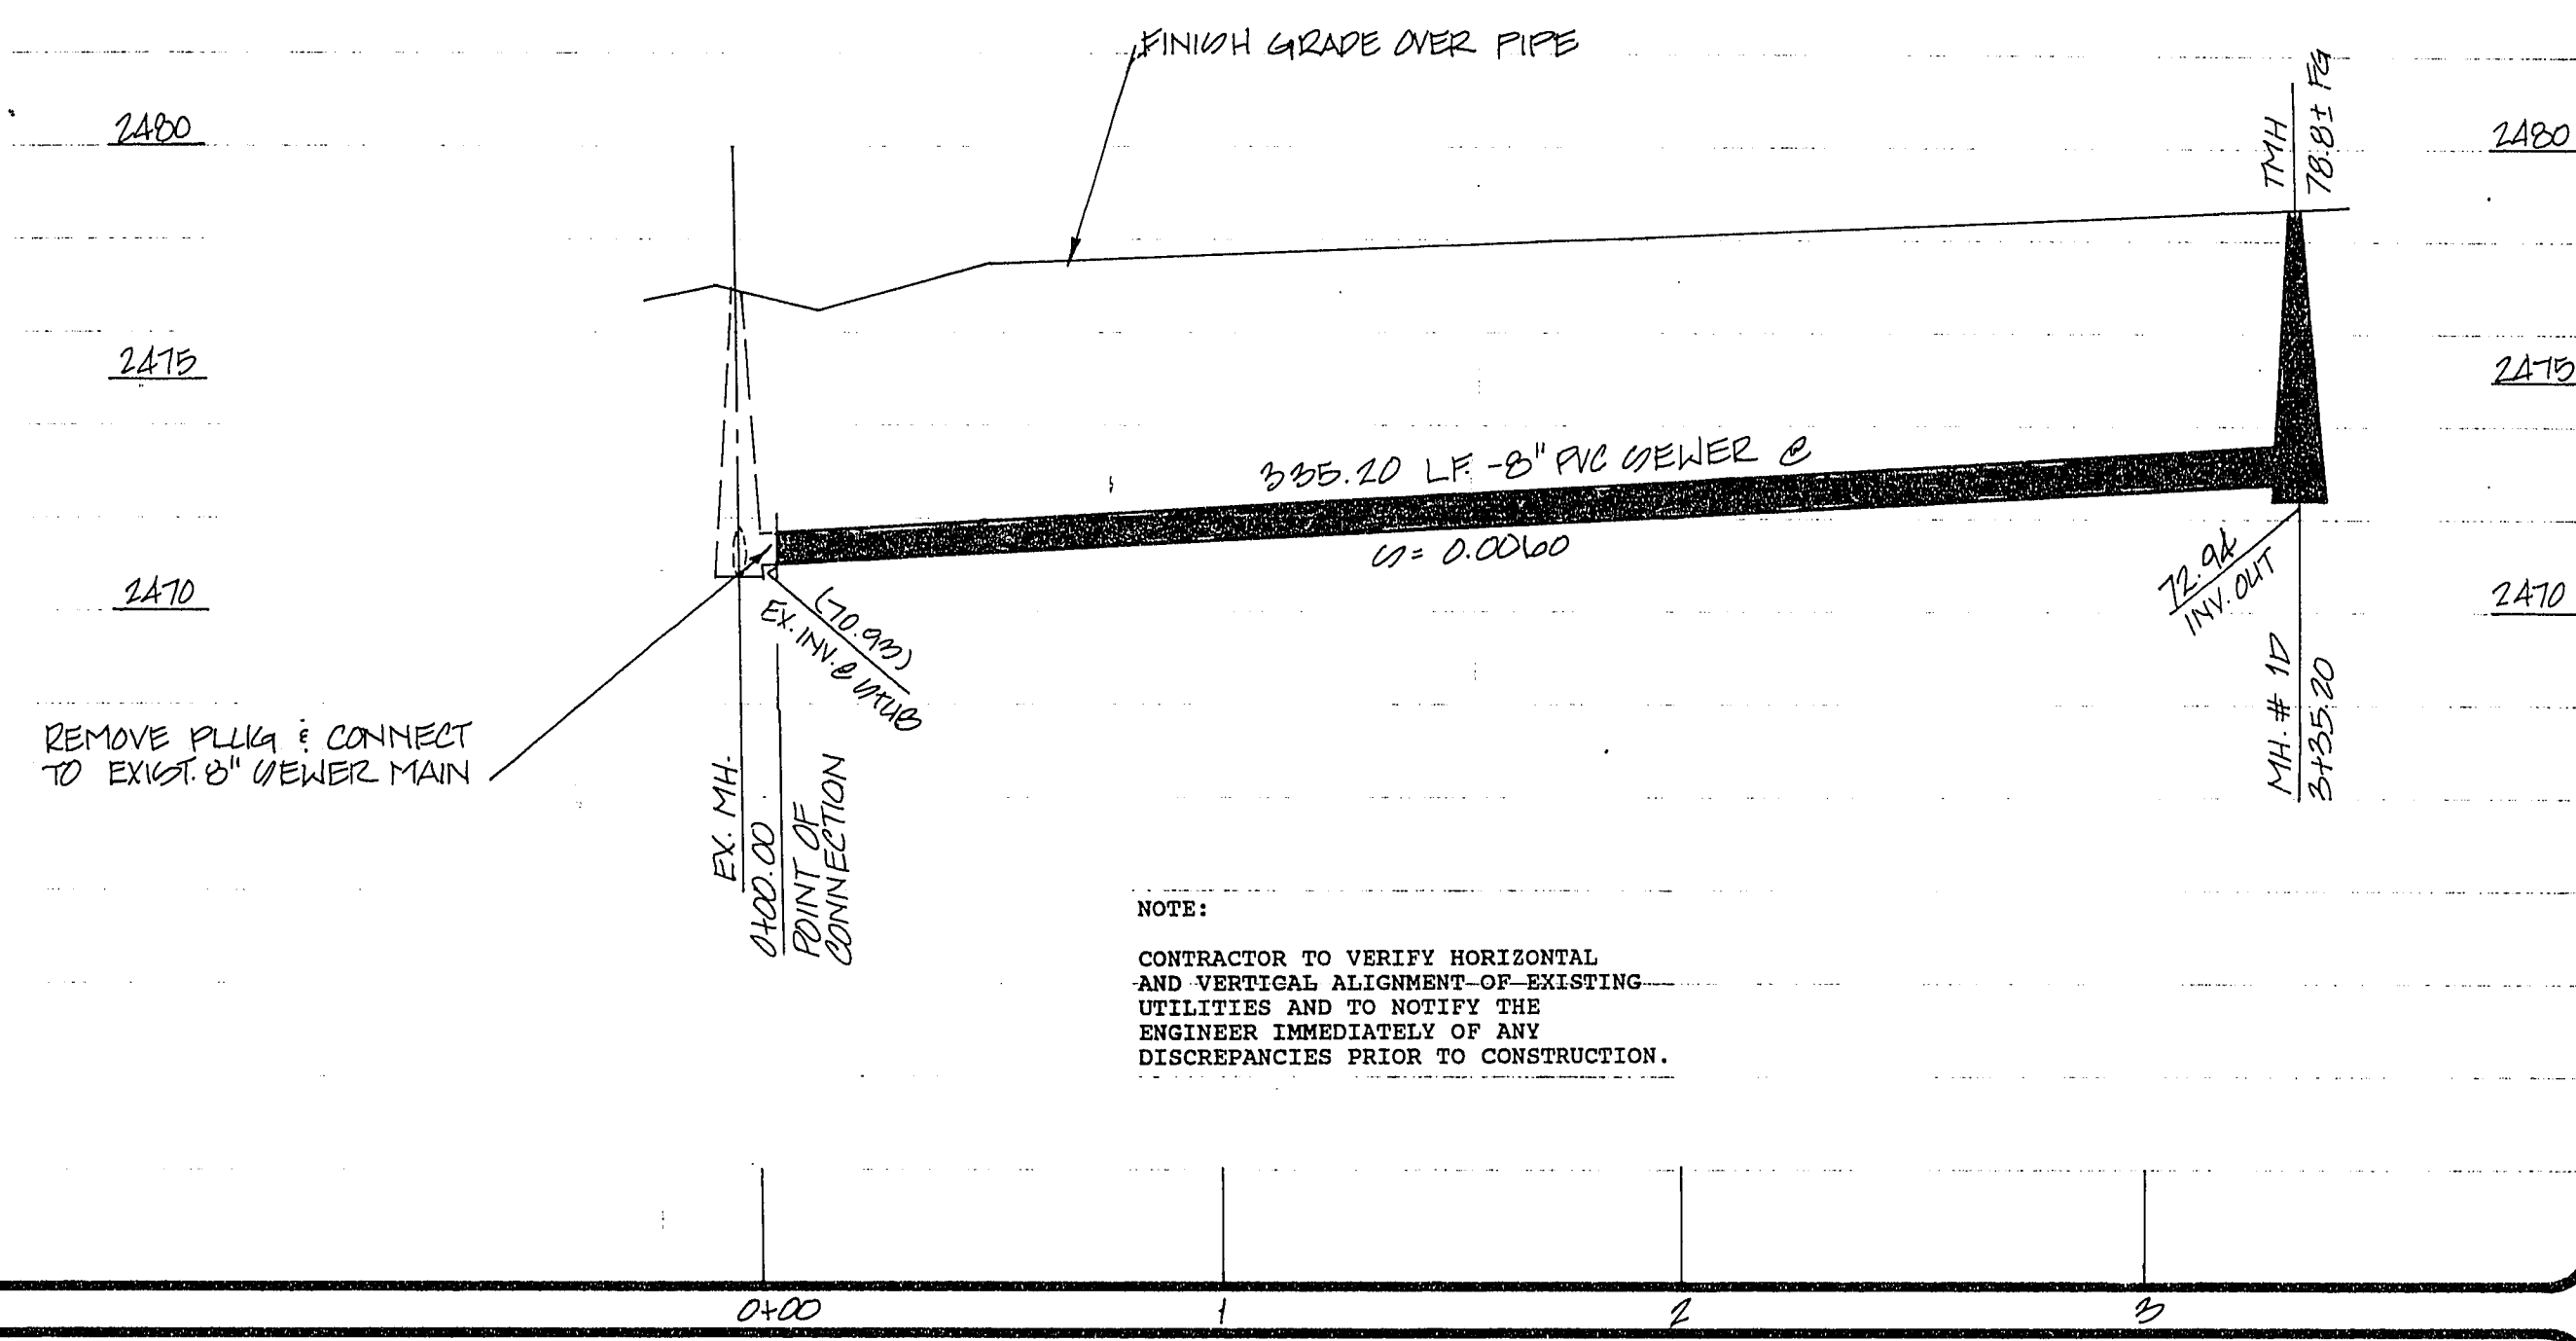 FINISH GRADE OVER PIPE
2480
2480
TMH
78.8± FG
2475
2475
335.20 LF. -8" PVC SEWER @
S= 0.0060
2470
2470
(70.93)
EX. INV. @ STUB
72.94
INV. OUT
REMOVE PLUG & CONNECT
TO EXIST. 8" SEWER MAIN
EX. MH.
0+00.00
POINT OF
CONNECTION
MH. # 1D
3+35.20
NOTE:
CONTRACTOR TO VERIFY HORIZONTAL
AND VERTICAL ALIGNMENT OF EXISTING
UTILITIES AND TO NOTIFY THE
ENGINEER IMMEDIATELY OF ANY
DISCREPANCIES PRIOR TO CONSTRUCTION.
0+00 1 2 3